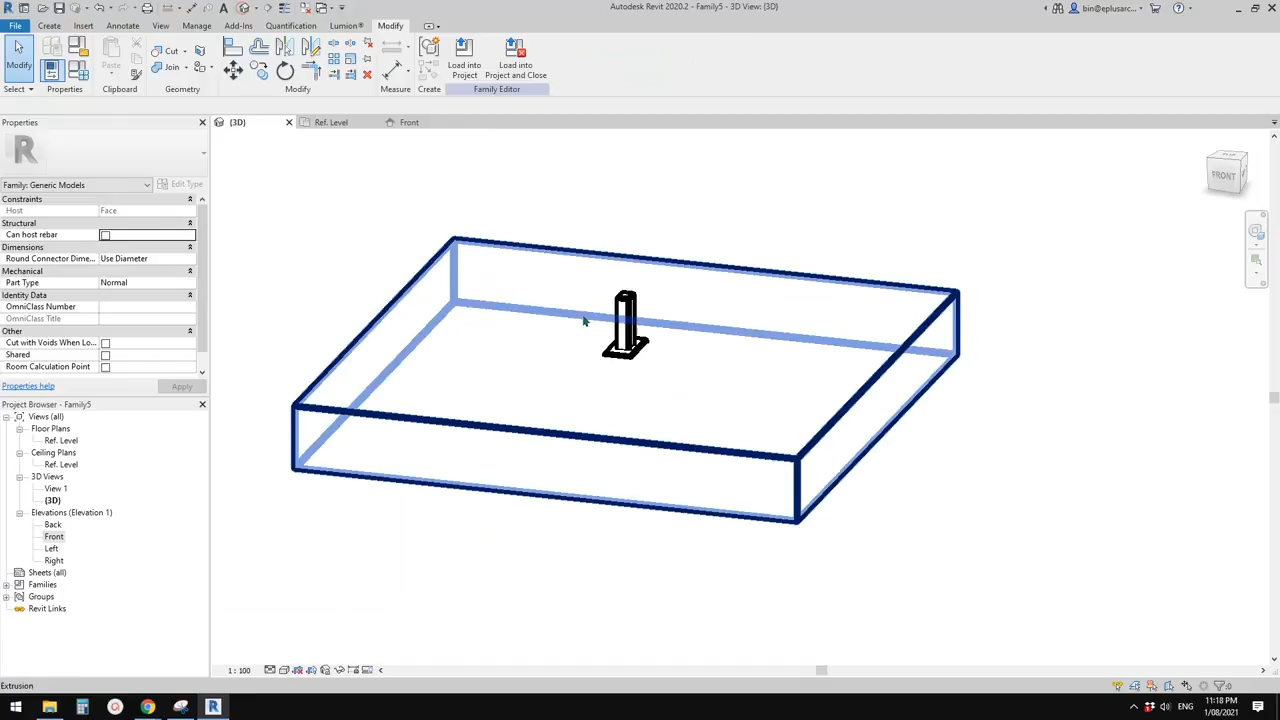 Autodesk Revit 2020.2 - Family5 - 3D View: {3D}
bin@eplusarc...
File Create Insert Annotate View Manage Add-Ins Quantification Lumion® Modify
Modify Paste Cut Join Load into Project Load into Project and Close
Select Properties Clipboard Geometry Modify Measure Create Family Editor
Properties
{3D} Ref. Level Front
FRONT
Family: Generic Models Edit Type
Constraints
Host Face
Structural
Can host rebar
Dimensions
Round Connector Dime... Use Diameter
Mechanical
Part Type Normal
Identity Data
OmniClass Number
OmniClass Title
Other
Cut with Voids When Lo...
Shared
Room Calculation Point
Properties help Apply
Project Browser - Family5
Views (all)
Floor Plans
Ref. Level
Ceiling Plans
Ref. Level
3D Views
View 1
{3D}
Elevations (Elevation 1)
Back
Front
Left
Right
Sheets (all)
Families
Groups
Revit Links
1 : 100
Extrusion
:0
ENG
11:18 PM
1/08/2021